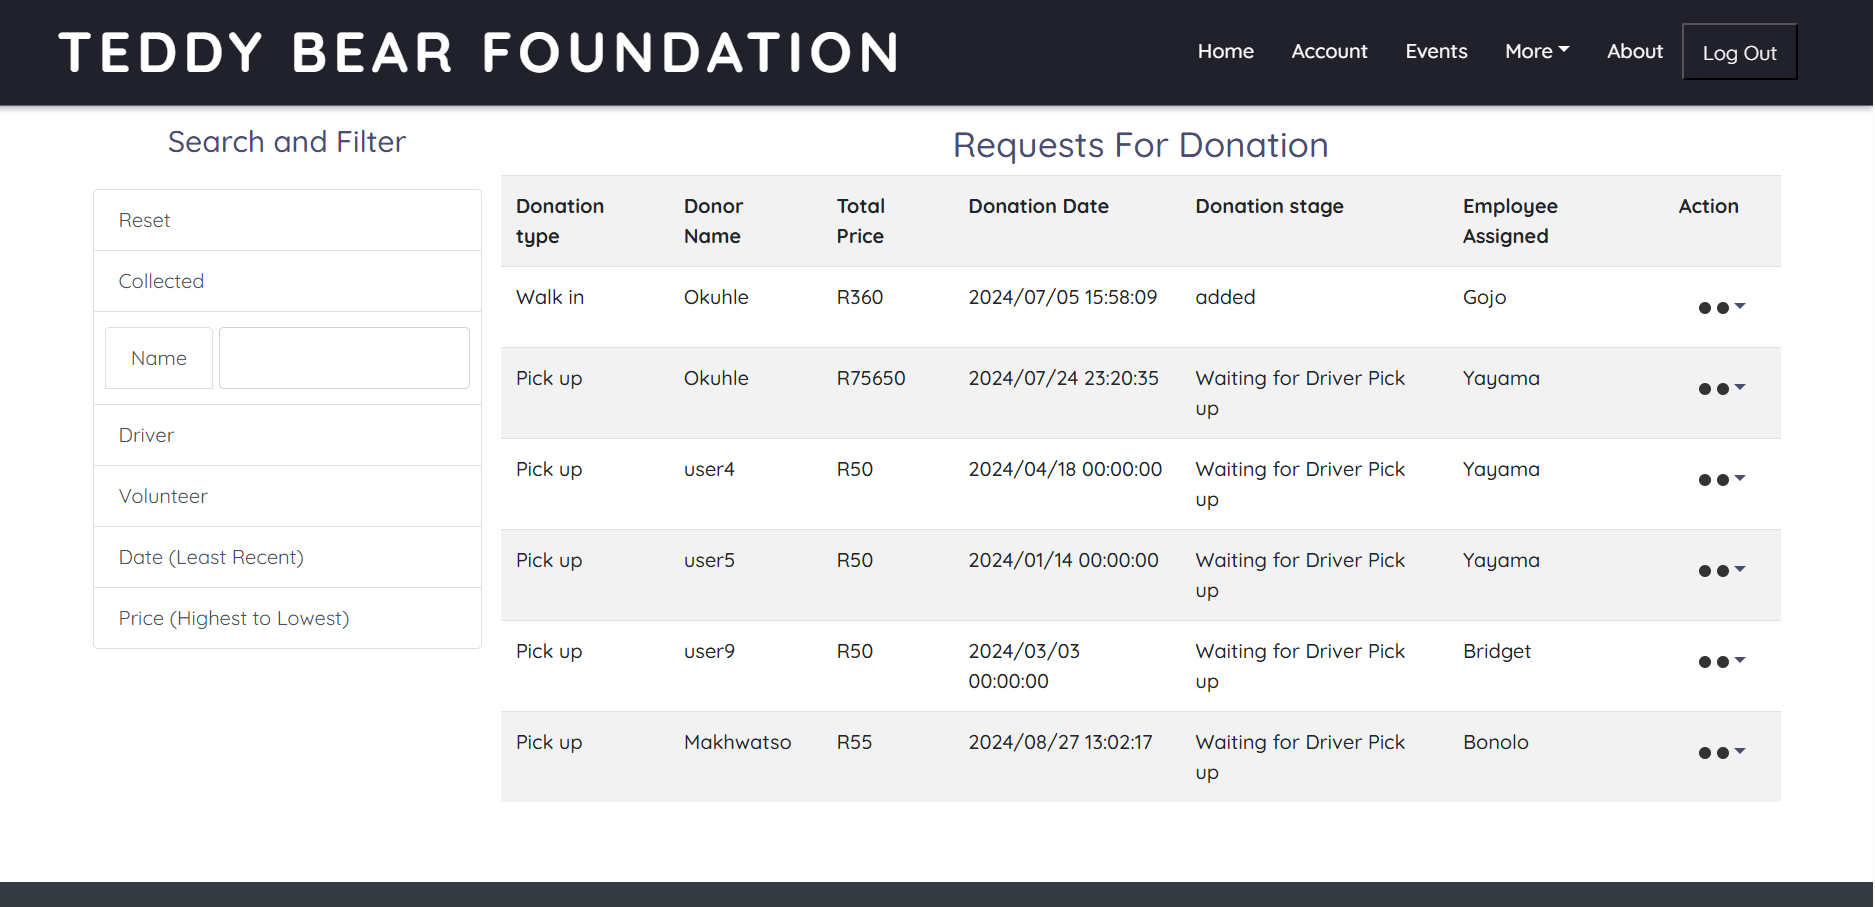 TEDDY BEAR FOUNDATION
Home Account Events More About Log Out
Search and Filter
Reset
Collected
Name
Driver
Volunteer
Date (Least Recent)
Price (Highest to Lowest)
Requests For Donation
Donation type Donor Name Total Price Donation Date Donation stage Employee Assigned Action
Walk in Okuhle R360 2024/07/05 15:58:09 added Gojo
Pick up Okuhle R75650 2024/07/24 23:20:35 Waiting for Driver Pick up Yayama
Pick up user4 R50 2024/04/18 00:00:00 Waiting for Driver Pick up Yayama
Pick up user5 R50 2024/01/14 00:00:00 Waiting for Driver Pick up Yayama
Pick up user9 R50 2024/03/03 00:00:00 Waiting for Driver Pick up Bridget
Pick up Makhwatso R55 2024/08/27 13:02:17 Waiting for Driver Pick up Bonolo